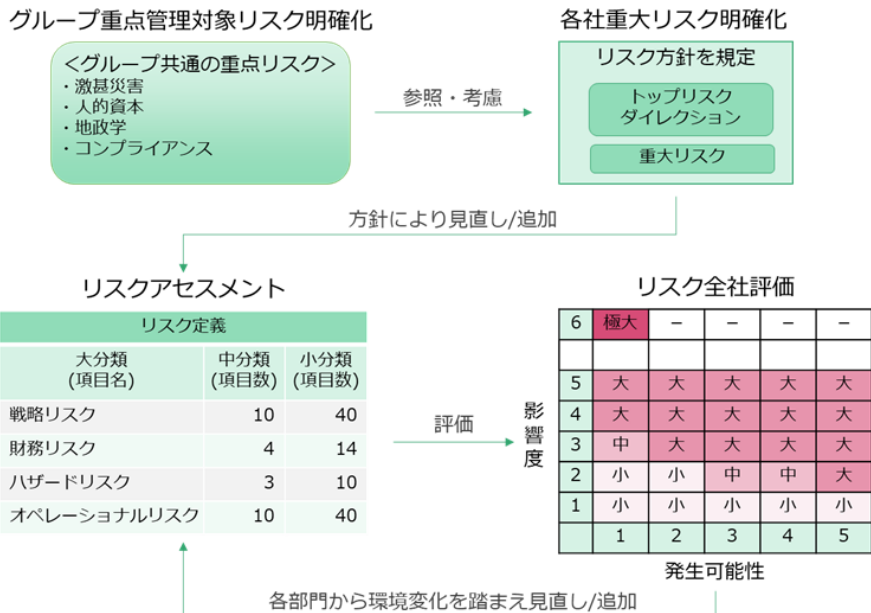 グループ重点管理対象リスク明確化
各社重大リスク明確化
<グループ共通の重点リスク>
・激甚災害
・人的資本
・地政学
・コンプライアンス
参照・考慮
リスク方針を規定
トップリスク
ダイレクション
重大リスク
方針により見直し/追加
リスクアセスメント
リスク定義
大分類
(項目名)
中分類
(項目数)
小分類
(項目数)
戦略リスク 10 40
財務リスク 4 14
ハザードリスク 3 10
オペレーショナルリスク 10 40
評価
リスク全社評価
影響度
6 極大 － － － －
5 大 大 大 大 大
4 大 大 大 大 大
3 中 大 大 大 大
2 小 小 中 中 大
1 小 小 小 小 小
1 2 3 4 5
発生可能性
各部門から環境変化を踏まえ見直し/追加